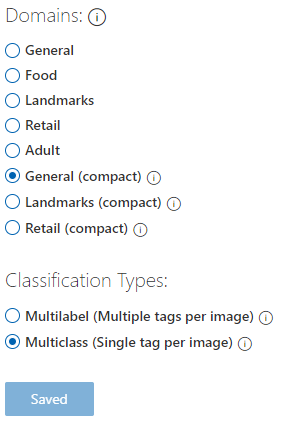 Domains:
General
Food
Landmarks
Retail
Adult
General (compact)
Landmarks (compact)
Retail (compact)
Classification Types:
Multilabel (Multiple tags per image)
Multiclass (Single tag per image)
Saved